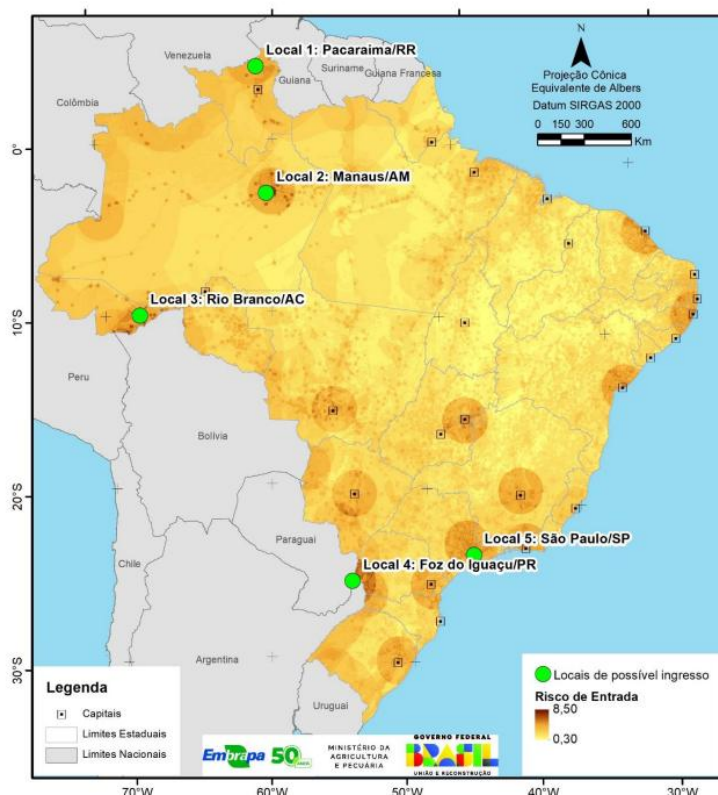 Local 1: Pacaraima/RR
Venezuela
Guiana
Suriname
Guiana Francesa
Colômbia
N
Projeção Cônica
Equivalente de Albers
Datum SIRGAS 2000
0 150 300 600
Km
0°
Local 2: Manaus/AM
Local 3: Rio Branco/AC
10°S
Peru
Bolívia
20°S
Paraguai
Chile
Local 5: São Paulo/SP
Local 4: Foz do Iguaçu/PR
Argentina
30°S
Uruguai
Legenda
Capitais
Limites Estaduais
Limites Nacionais
Locais de possível ingresso
Risco de Entrada
8,50
0,30
Embrapa 50 anos
MINISTÉRIO DA
AGRICULTURA
E PECUÁRIA
GOVERNO FEDERAL
BRASIL
UNIÃO E RECONSTRUÇÃO
70°W 60°W 50°W 40°W 30°W